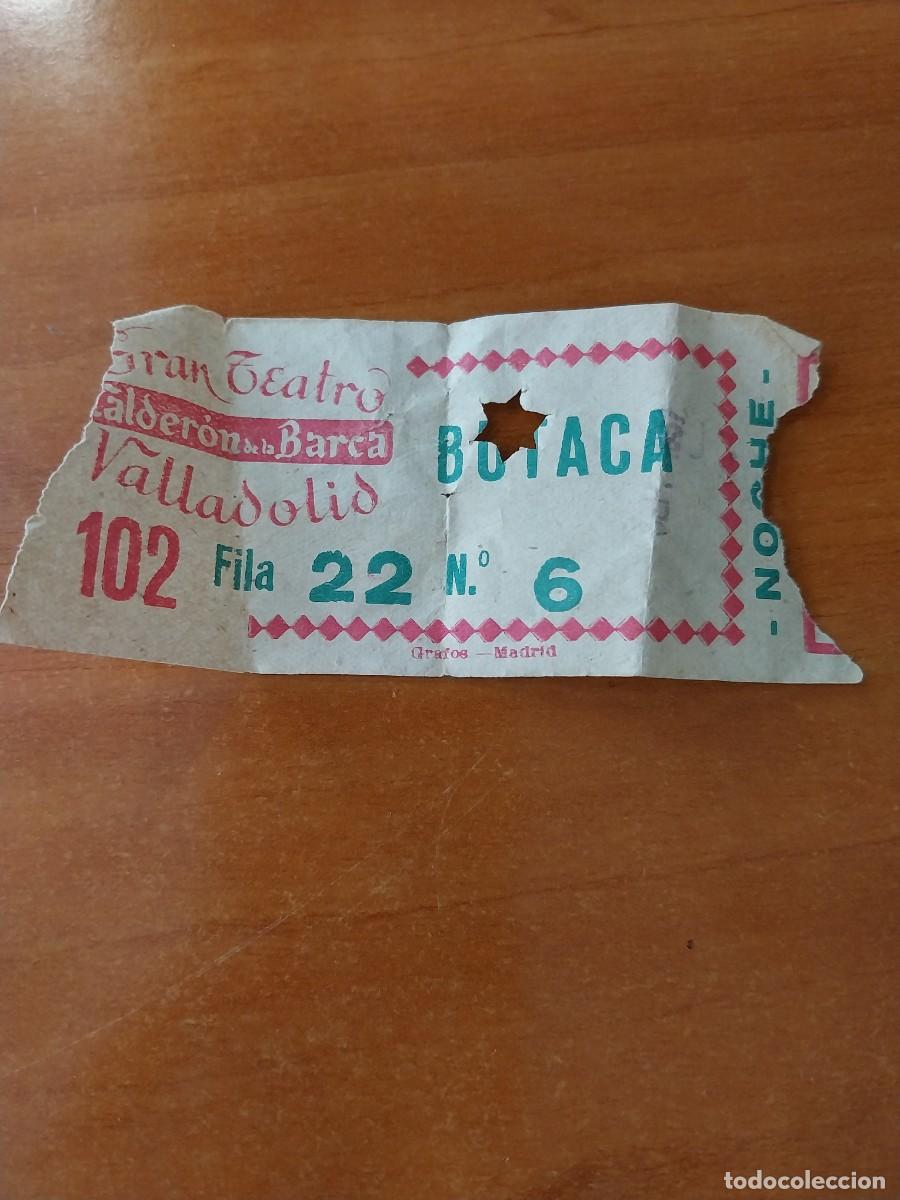 Gran Teatro
Calderón de la Barca
Valladolid
102 Fila 22 N.º 6
BUTACA
- NOCHE -
Grafos — Madrid
todocoleccion